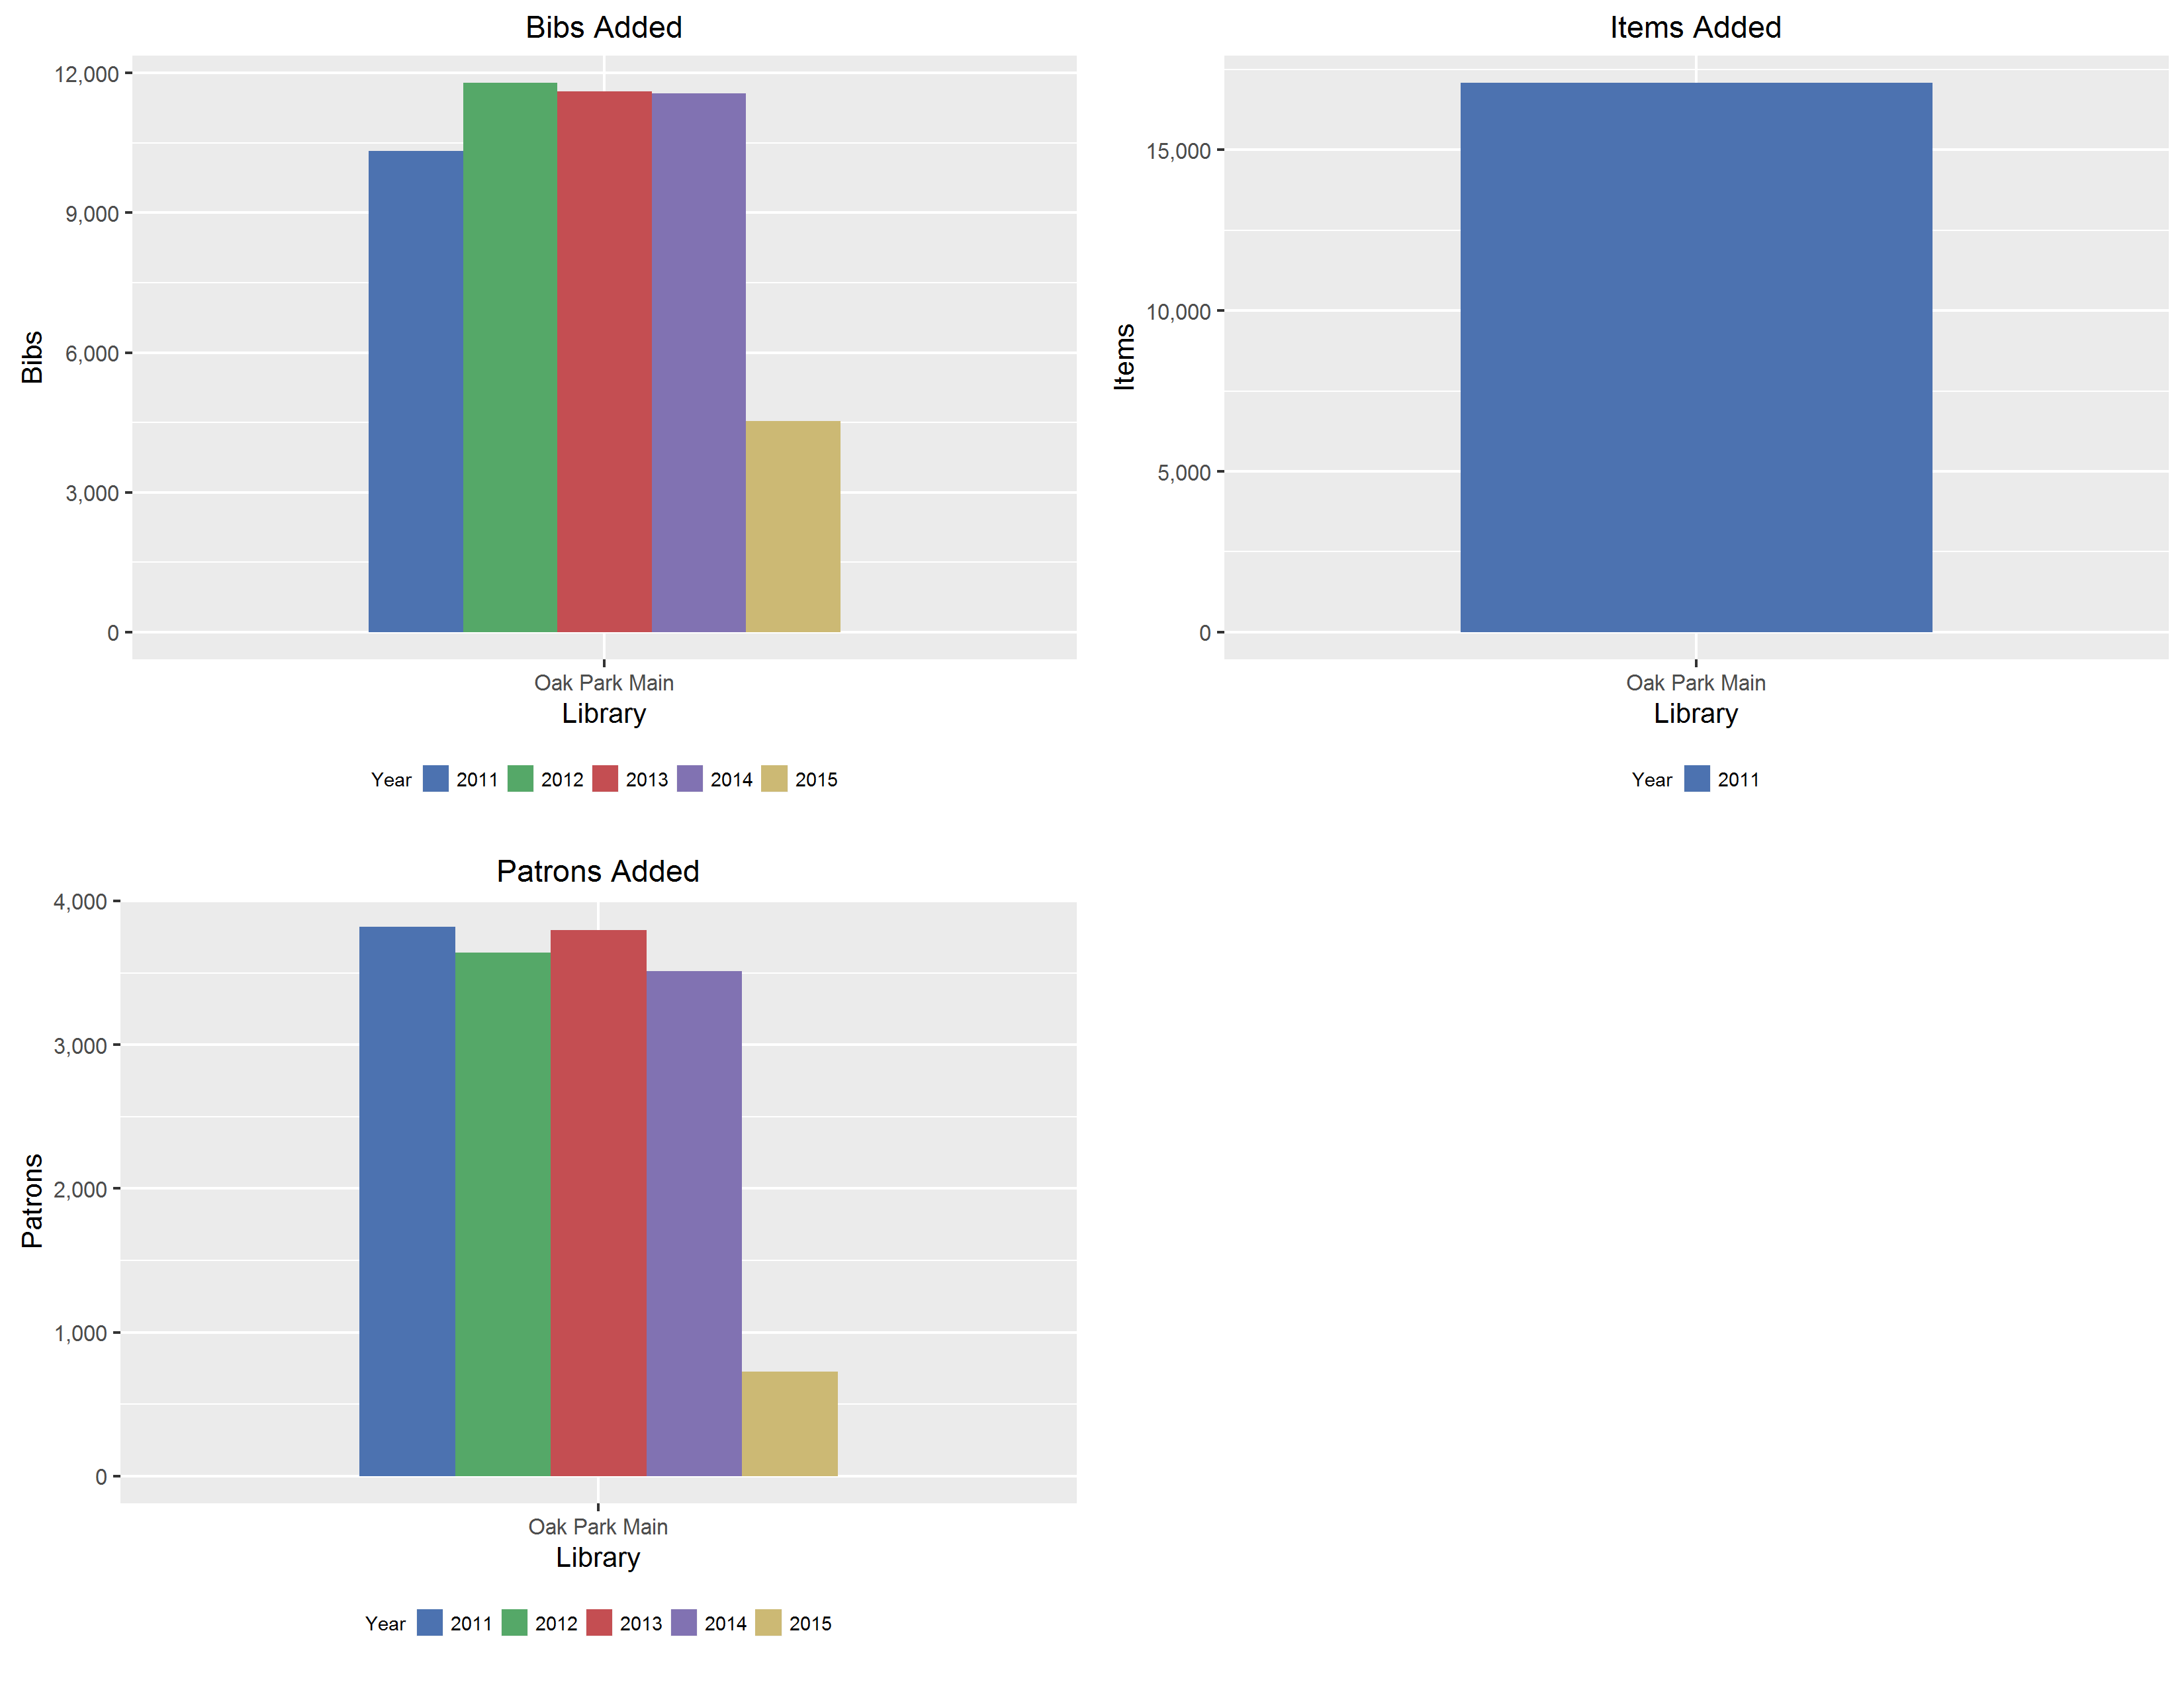 Bibs Added
12,000
9,000
6,000
3,000
0
Bibs
Oak Park Main
Library
Year 2011 2012 2013 2014 2015
Items Added
15,000
10,000
5,000
0
Items
Oak Park Main
Library
Year 2011
Patrons Added
4,000
3,000
2,000
1,000
0
Patrons
Oak Park Main
Library
Year 2011 2012 2013 2014 2015